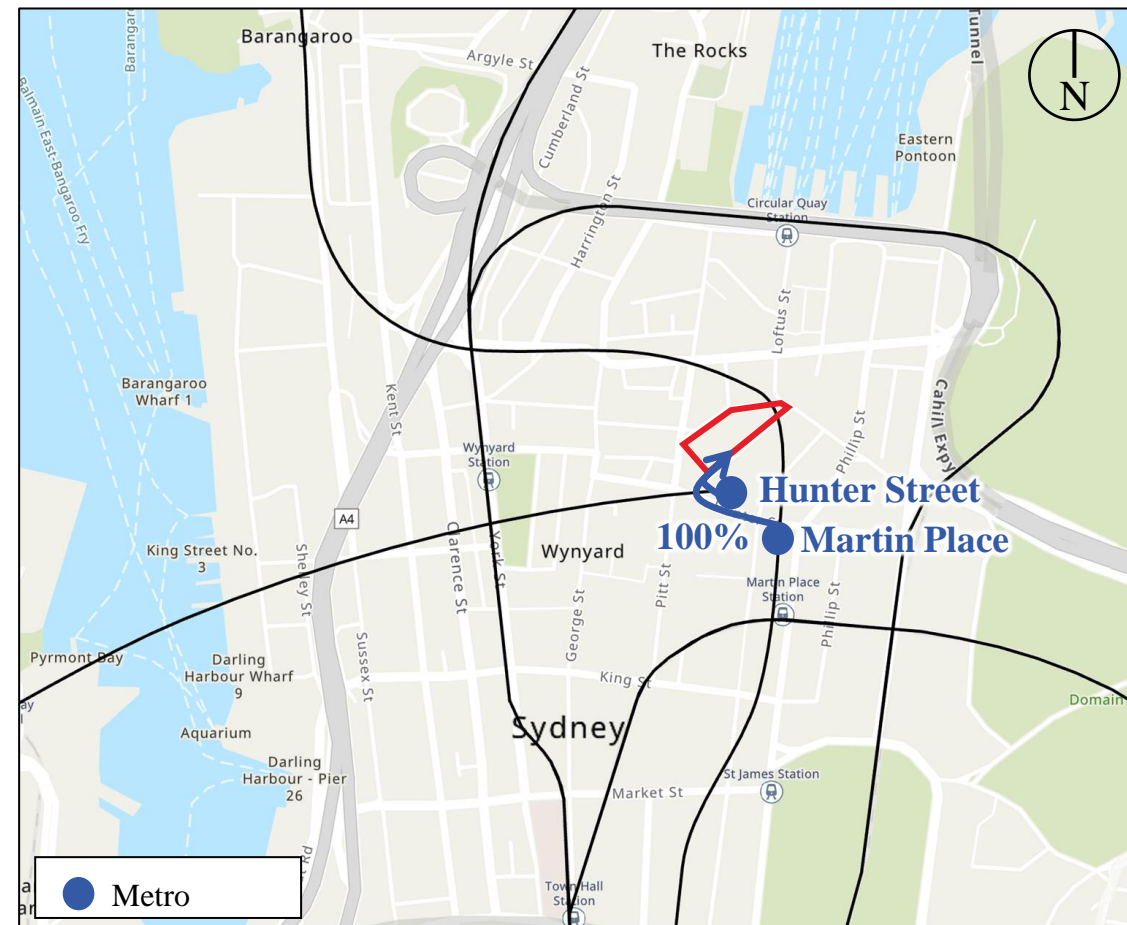 Barangaroo
The Rocks
Argyle St
Cumberland St
Tunnel
N
Balmain East-Bangaroo Fry
Eastern
Pontoon
Harrington St
Circular Quay
Station
Loftus St
Barangaroo
Wharf 1
Kent St
Cahill Expy
Phillip St
Wynyard
Station
Hunter Street
A4
100%
Martin Place
King Street No.
3
Shelley St
Clarence St
York St
Wynyard
George St
Pitt St
Martin Place
Station
Phillip St
Pyrmont Bay
Darling
Harbour Wharf
9
Sussex St
King St
Domain
Aquarium
Sydney
Darling
Harbour - Pier
26
St James Station
Market St
Metro
Town Hall
Station